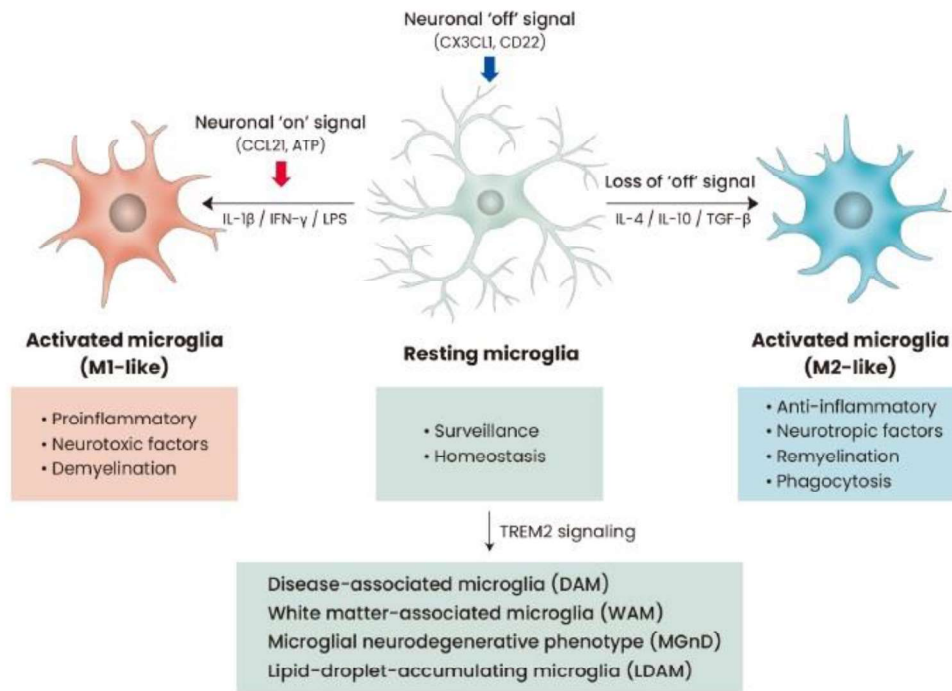 Neuronal 'off' signal
(CX3CL1, CD22)
Neuronal 'on' signal
(CCL21, ATP)
IL-1β / IFN-γ / LPS
Loss of 'off' signal
IL-4 / IL-10 / TGF-β
Activated microglia
(M1-like)
Resting microglia
Activated microglia
(M2-like)
• Proinflammatory
• Neurotoxic factors
• Demyelination
• Surveillance
• Homeostasis
• Anti-inflammatory
• Neurotropic factors
• Remyelination
• Phagocytosis
TREM2 signaling
Disease-associated microglia (DAM)
White matter-associated microglia (WAM)
Microglial neurodegenerative phenotype (MGnD)
Lipid-droplet-accumulating microglia (LDAM)